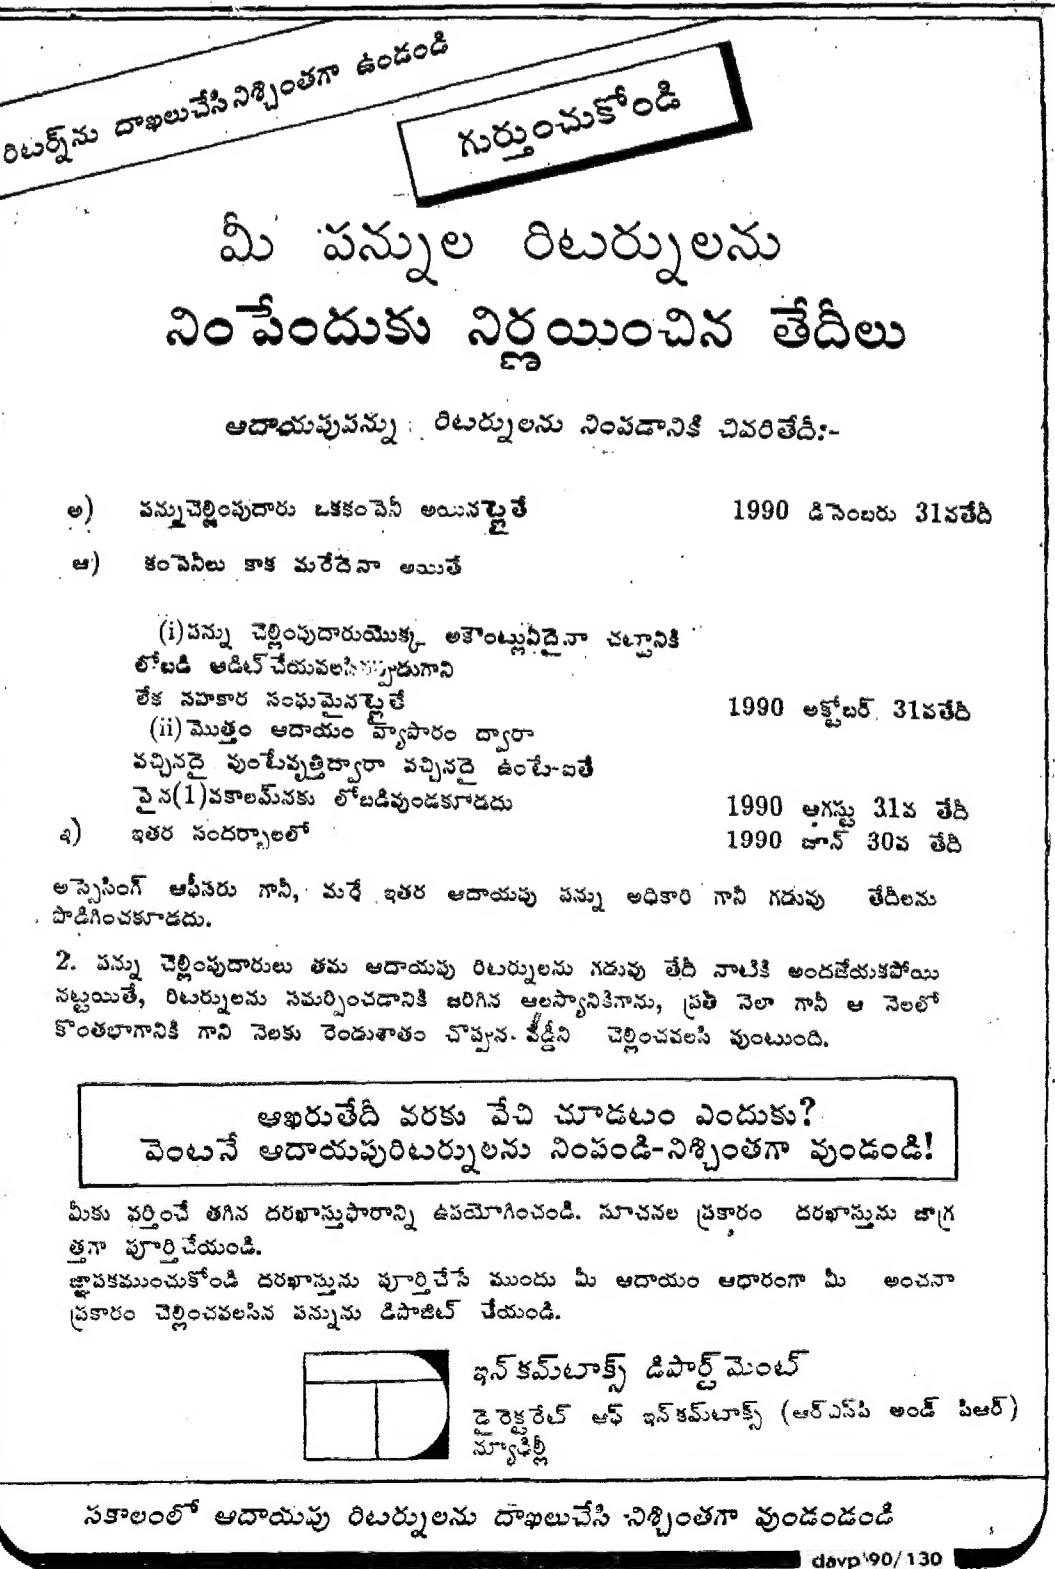 రిటర్న్‌ను దాఖలుచేసి నిశ్చింతగా ఉండండి
గుర్తుంచుకోండి
మీ పన్నుల రిటర్నులను
నింపేందుకు నిర్ణయించిన తేదీలు
ఆదాయపుపన్ను రిటర్నులను నింపడానికి చివరితేదీ:-
అ) పన్నుచెల్లింపుదారు ఒకకంపెనీ అయినట్లైతే 1990 డిసెంబరు 31వతేదీ
ఆ) కంపెనీలు కాక మరేదైనా అయితే
(i) పన్ను చెల్లింపుదారుయొక్క అకౌంట్లువీదైనా చట్టానికి
లోబడి ఆడిట్‌చేయవలసినప్పుడుగాని
లేక సహకార సంఘమైనట్లైతే 1990 అక్టోబర్ 31వతేదీ
(ii) మొత్తం ఆదాయం వ్యాపారం ద్వారా
వచ్చినదై వుంటేవృత్తిద్వారా వచ్చినదై ఉంటే-ఐతే
పైన(1)వకాలమ్‌నకు లోబడివుండకూడదు 1990 ఆగస్టు 31వ తేదీ
ఇ) ఇతర సందర్భాలలో 1990 జూన్ 30వ తేదీ
అస్సెసింగ్ ఆఫీసరు గానీ, మరే ఇతర ఆదాయపు పన్ను అధికారి గానీ గడువు తేదీలను
పొడిగించకూడదు.
2. పన్ను చెల్లింపుదారులు తమ ఆదాయపు రిటర్నులను గడువు తేదీ నాటికి అందజేయకపోయి
నట్టయితే, రిటర్నులను సమర్పించడానికి జరిగిన ఆలస్యానికిగాను, ప్రతి నెలా గానీ ఆ నెలలో
కొంతభాగానికి గాని నెలకు రెండుశాతం చొప్పున వడ్డీని చెల్లించవలసి వుంటుంది.
ఆఖరుతేదీ వరకు వేచి చూడటం ఎందుకు?
వెంటనే ఆదాయపురిటర్నులను నింపండి-నిశ్చింతగా వుండండి!
మీకు వర్తించే తగిన దరఖాస్తుఫారాన్ని ఉపయోగించండి. సూచనల ప్రకారం దరఖాస్తును జాగ్ర
త్తగా పూర్తిచేయండి.
జ్ఞాపకముంచుకోండి దరఖాస్తును పూర్తిచేసే ముందు మీ ఆదాయం ఆధారంగా మీ అంచనా
ప్రకారం చెల్లించవలసిన పన్నును డిపాజిట్ చేయండి.
ఇన్‌కమ్‌టాక్స్ డిపార్ట్‌మెంట్
డైరెక్టరేట్ ఆఫ్ ఇన్‌కమ్‌టాక్స్ (ఆర్‌ఎస్‌పి అండ్ పిఆర్)
న్యూఢిల్లీ
సకాలంలో ఆదాయపు రిటర్నులను దాఖలుచేసి నిశ్చింతగా వుండండండి
davp'90/130